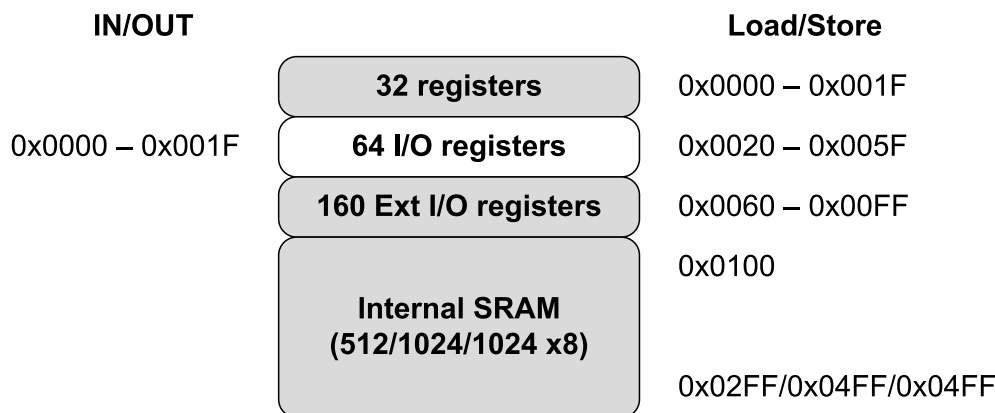 IN/OUT Load/Store
32 registers 0x0000 – 0x001F
0x0000 – 0x001F 64 I/O registers 0x0020 – 0x005F
160 Ext I/O registers 0x0060 – 0x00FF
0x0100
Internal SRAM
(512/1024/1024 x8)
0x02FF/0x04FF/0x04FF